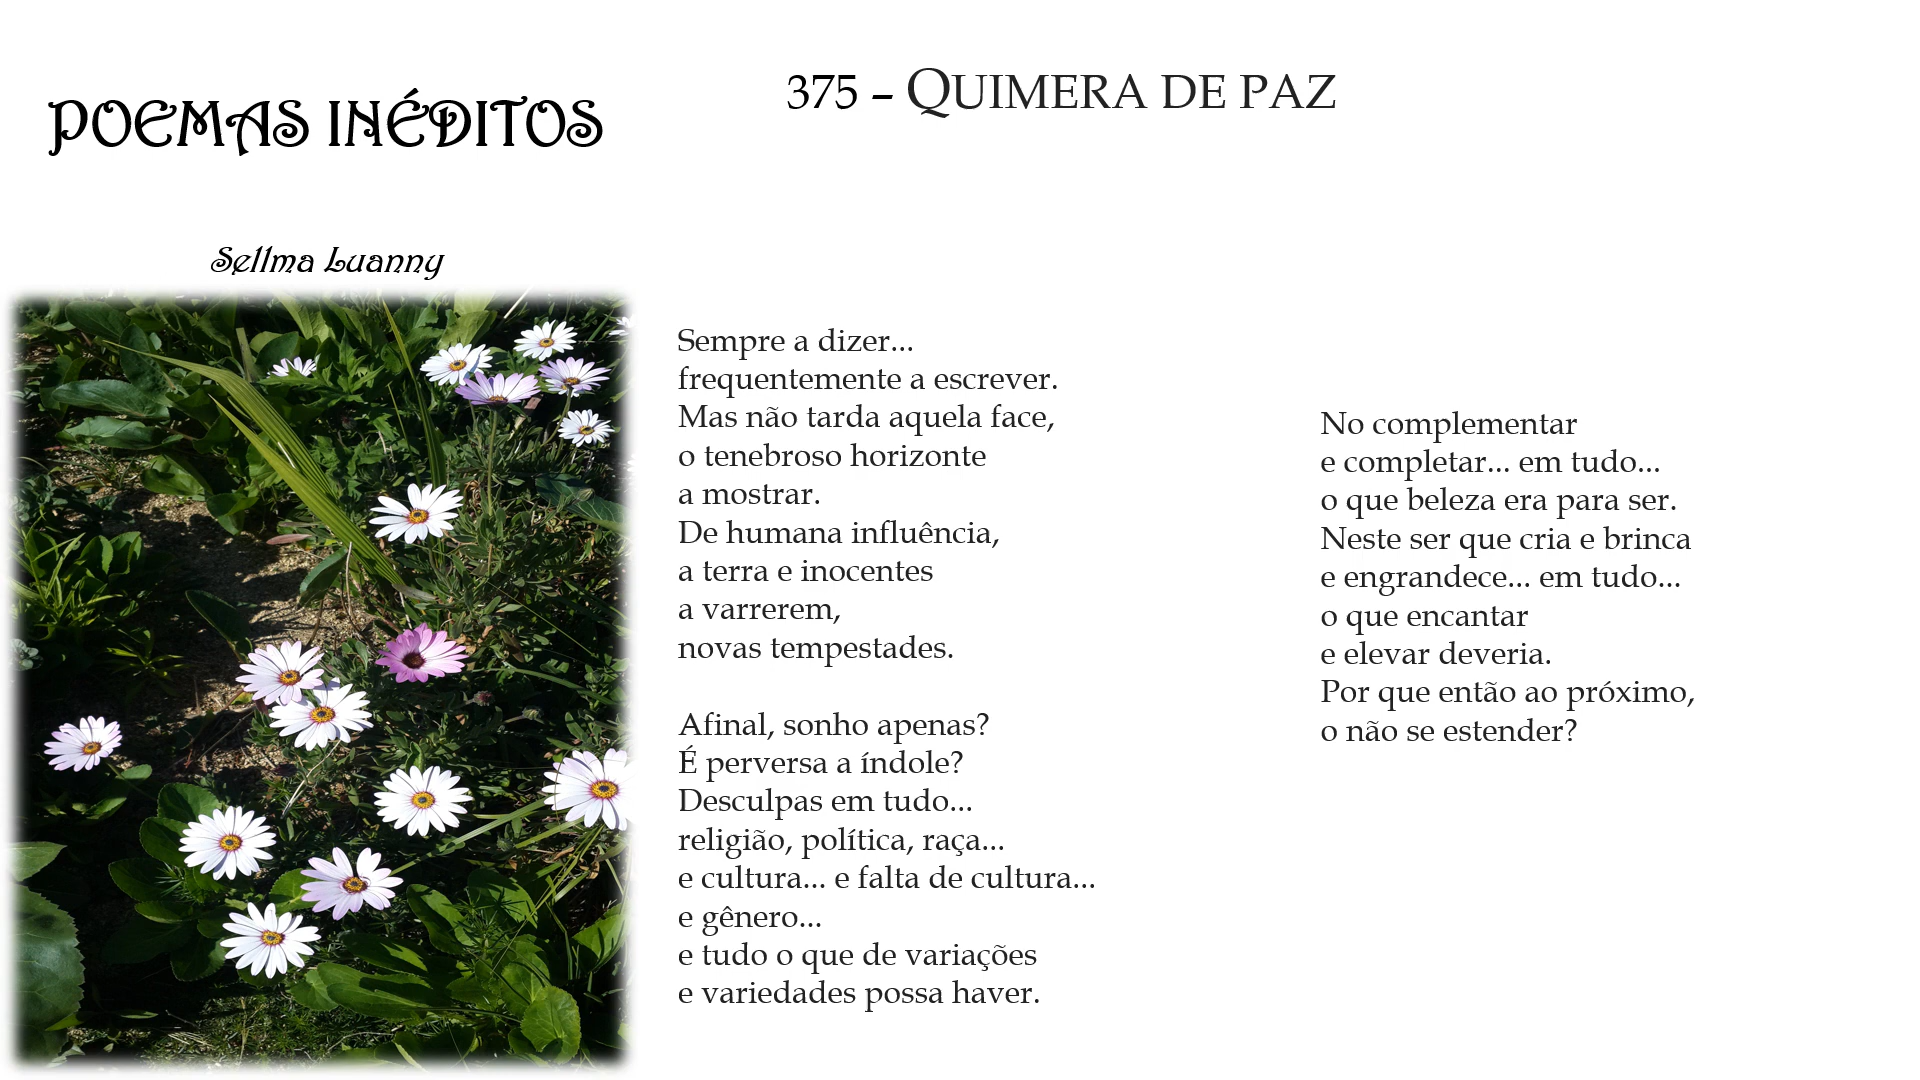 POEMAS INÉDITOS
Sellma Luanny
375 – QUIMERA DE PAZ
Sempre a dizer...
frequentemente a escrever.
Mas não tarda aquela face,
o tenebroso horizonte
a mostrar.
De humana influência,
a terra e inocentes
a varrerem,
novas tempestades.
Afinal, sonho apenas?
É perversa a índole?
Desculpas em tudo...
religião, política, raça...
e cultura... e falta de cultura...
e gênero...
e tudo o que de variações
e variedades possa haver.
No complementar
e completar... em tudo...
o que beleza era para ser.
Neste ser que cria e brinca
e engrandece... em tudo...
o que encantar
e elevar deveria.
Por que então ao próximo,
o não se estender?